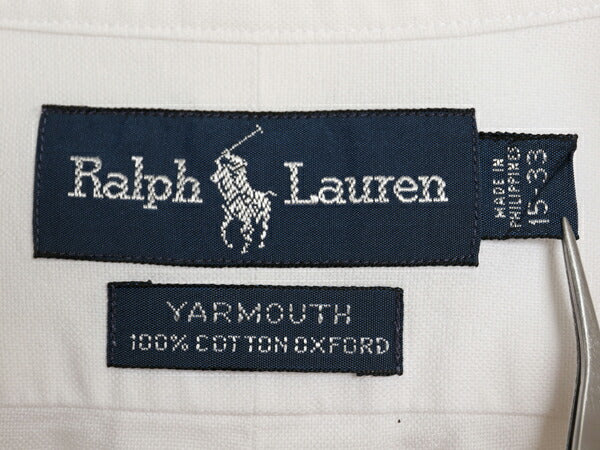 Ralph Lauren
MADE IN
PHILIPPINES
15-33
YARMOUTH
100% COTTON OXFORD